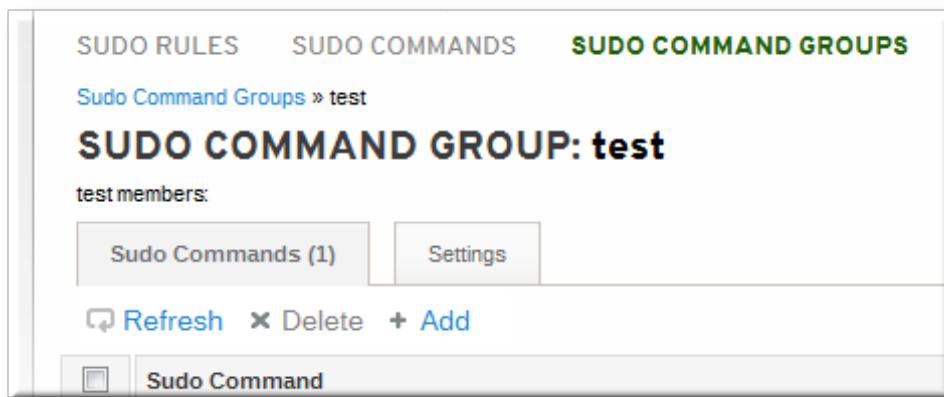 SUDO RULES SUDO COMMANDS SUDO COMMAND GROUPS
Sudo Command Groups » test
SUDO COMMAND GROUP: test
test members:
Sudo Commands (1) Settings
Refresh Delete Add
Sudo Command